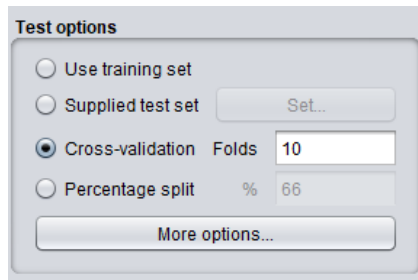 Test options
Use training set
Supplied test set Set...
Cross-validation Folds 10
Percentage split % 66
More options...